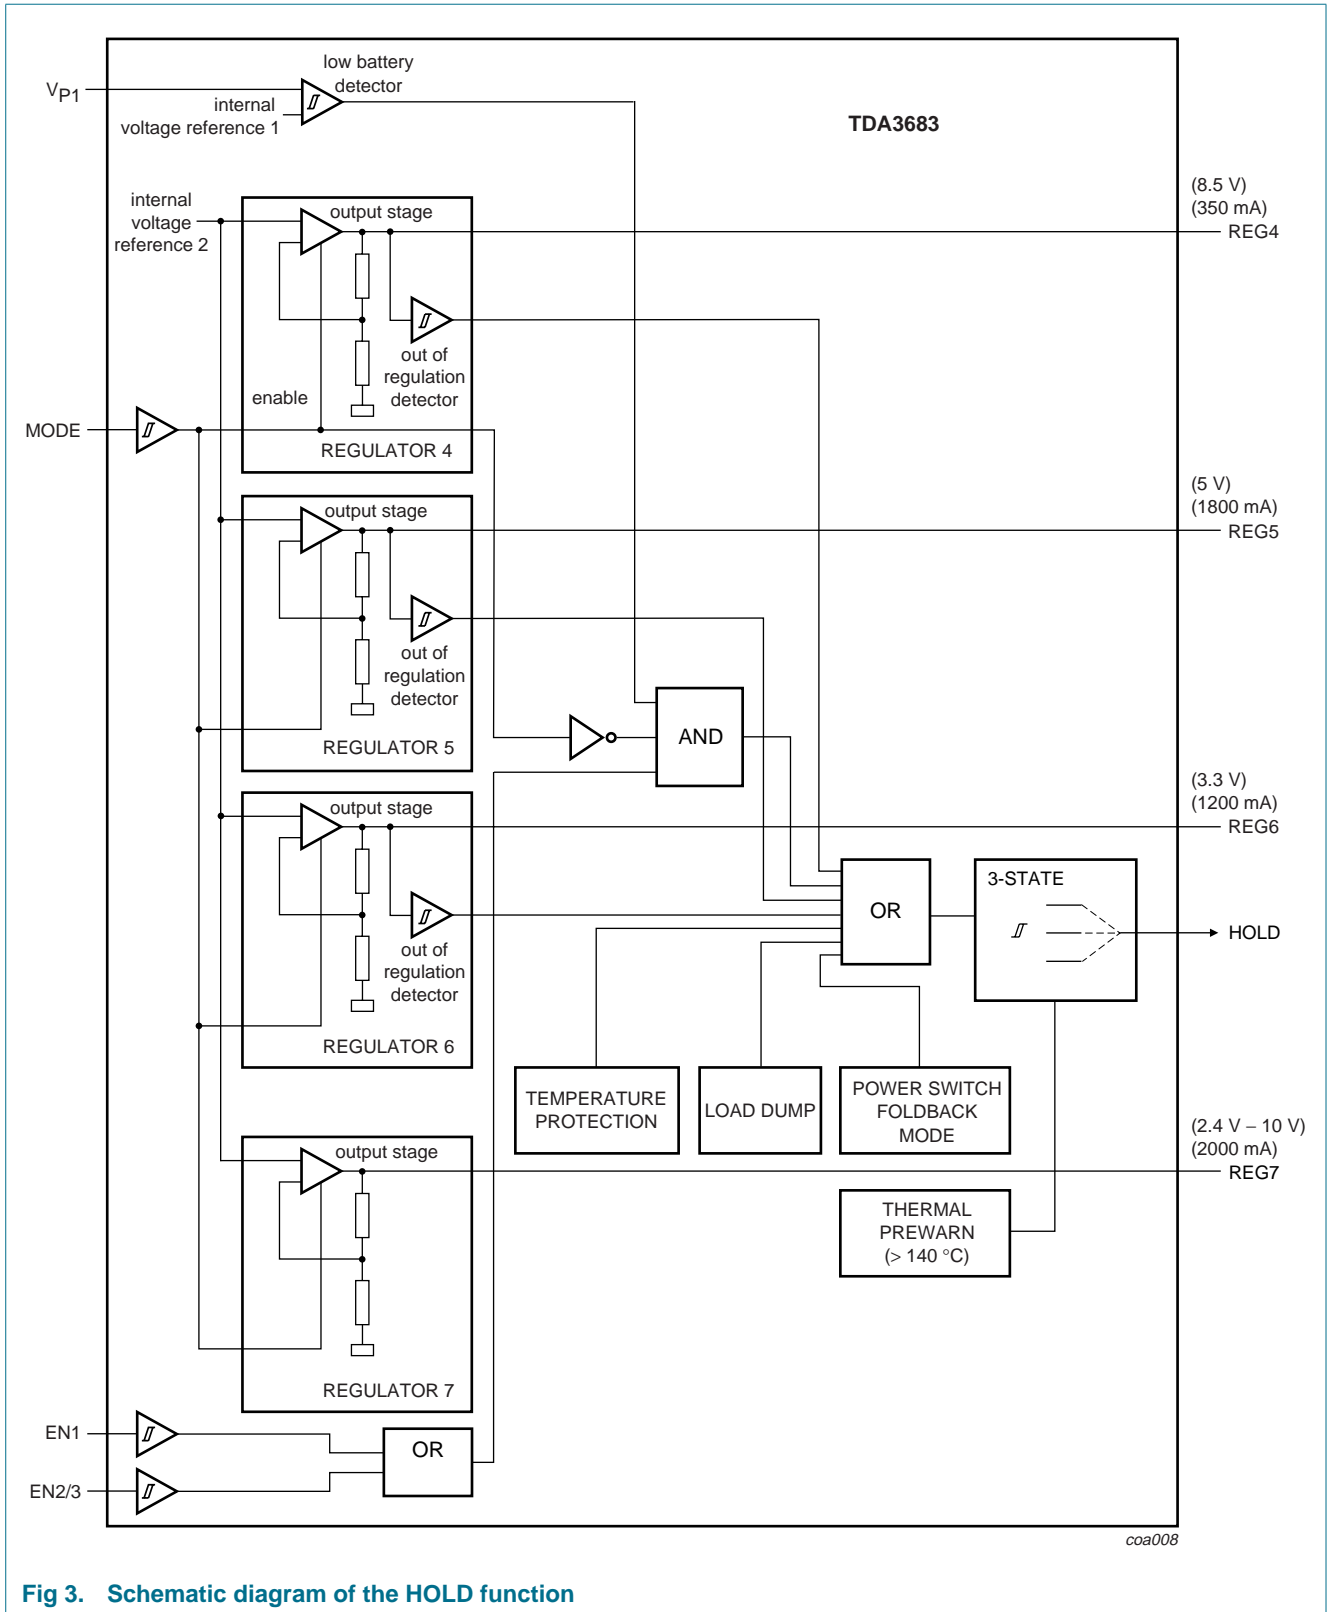 low battery
detector
VP1
internal
voltage reference 1
TDA3683
internal
voltage
reference 2
output stage
(8.5 V)
(350 mA)
REG4
out of
regulation
detector
enable
MODE
REGULATOR 4
output stage
(5 V)
(1800 mA)
REG5
out of
regulation
detector
REGULATOR 5
AND
output stage
(3.3 V)
(1200 mA)
REG6
out of
regulation
detector
REGULATOR 6
OR
3-STATE
HOLD
TEMPERATURE
PROTECTION
LOAD DUMP
POWER SWITCH
FOLDBACK
MODE
output stage
(2.4 V – 10 V)
(2000 mA)
REG7
THERMAL
PREWARN
(> 140 °C)
REGULATOR 7
EN1
OR
EN2/3
coa008
Fig 3. Schematic diagram of the HOLD function